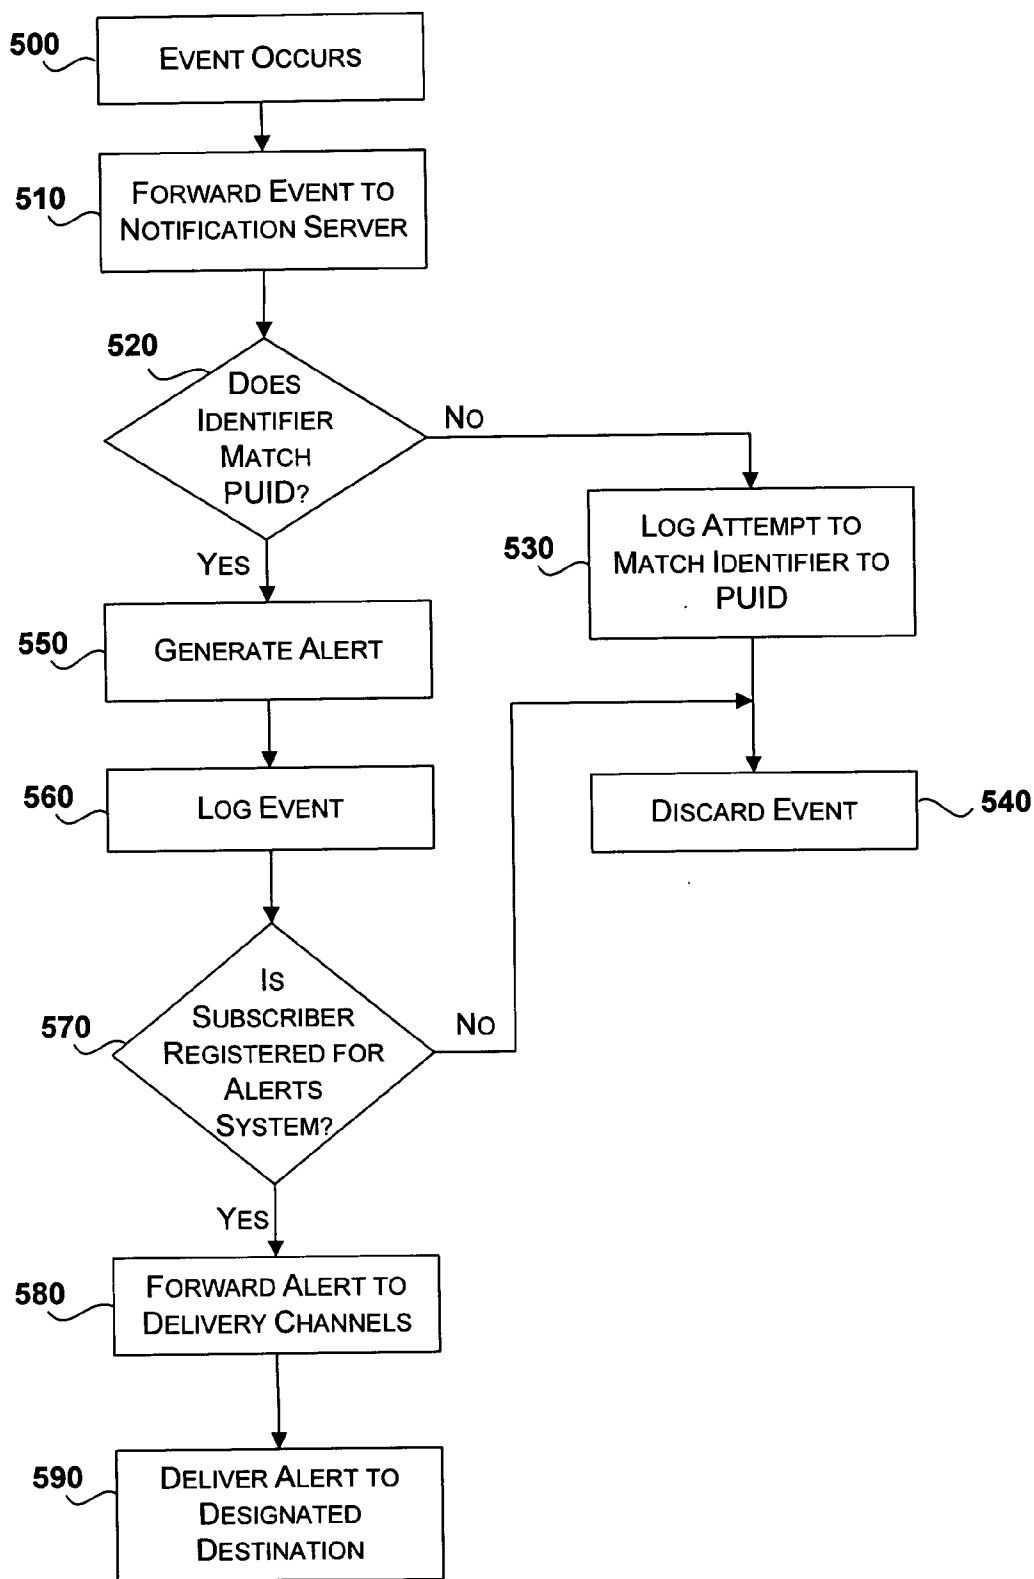 500
EVENT OCCURS
510
FORWARD EVENT TO
NOTIFICATION SERVER
520
DOES
IDENTIFIER
MATCH
PUID?
NO
YES
530
LOG ATTEMPT TO
MATCH IDENTIFIER TO
PUID
550
GENERATE ALERT
560
LOG EVENT
DISCARD EVENT
540
570
IS
SUBSCRIBER
REGISTERED FOR
ALERTS
SYSTEM?
NO
YES
580
FORWARD ALERT TO
DELIVERY CHANNELS
590
DELIVER ALERT TO
DESIGNATED
DESTINATION